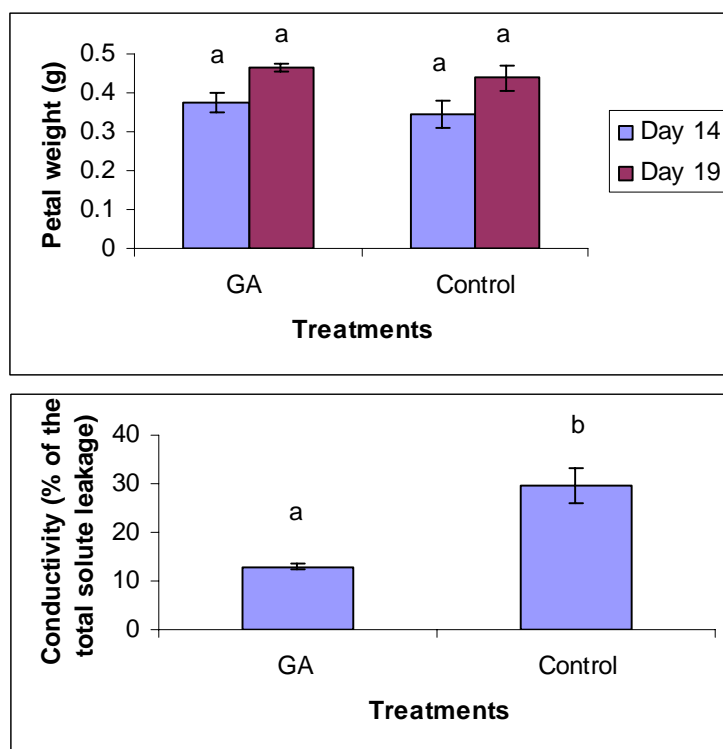 Petal weight (g)
0.5
0.4
0.3
0.2
0.1
0
a
a
a
a
GA
Control
Treatments
Day 14
Day 19
Conductivity (% of the
total solute leakage)
40
30
20
10
0
a
b
GA
Control
Treatments